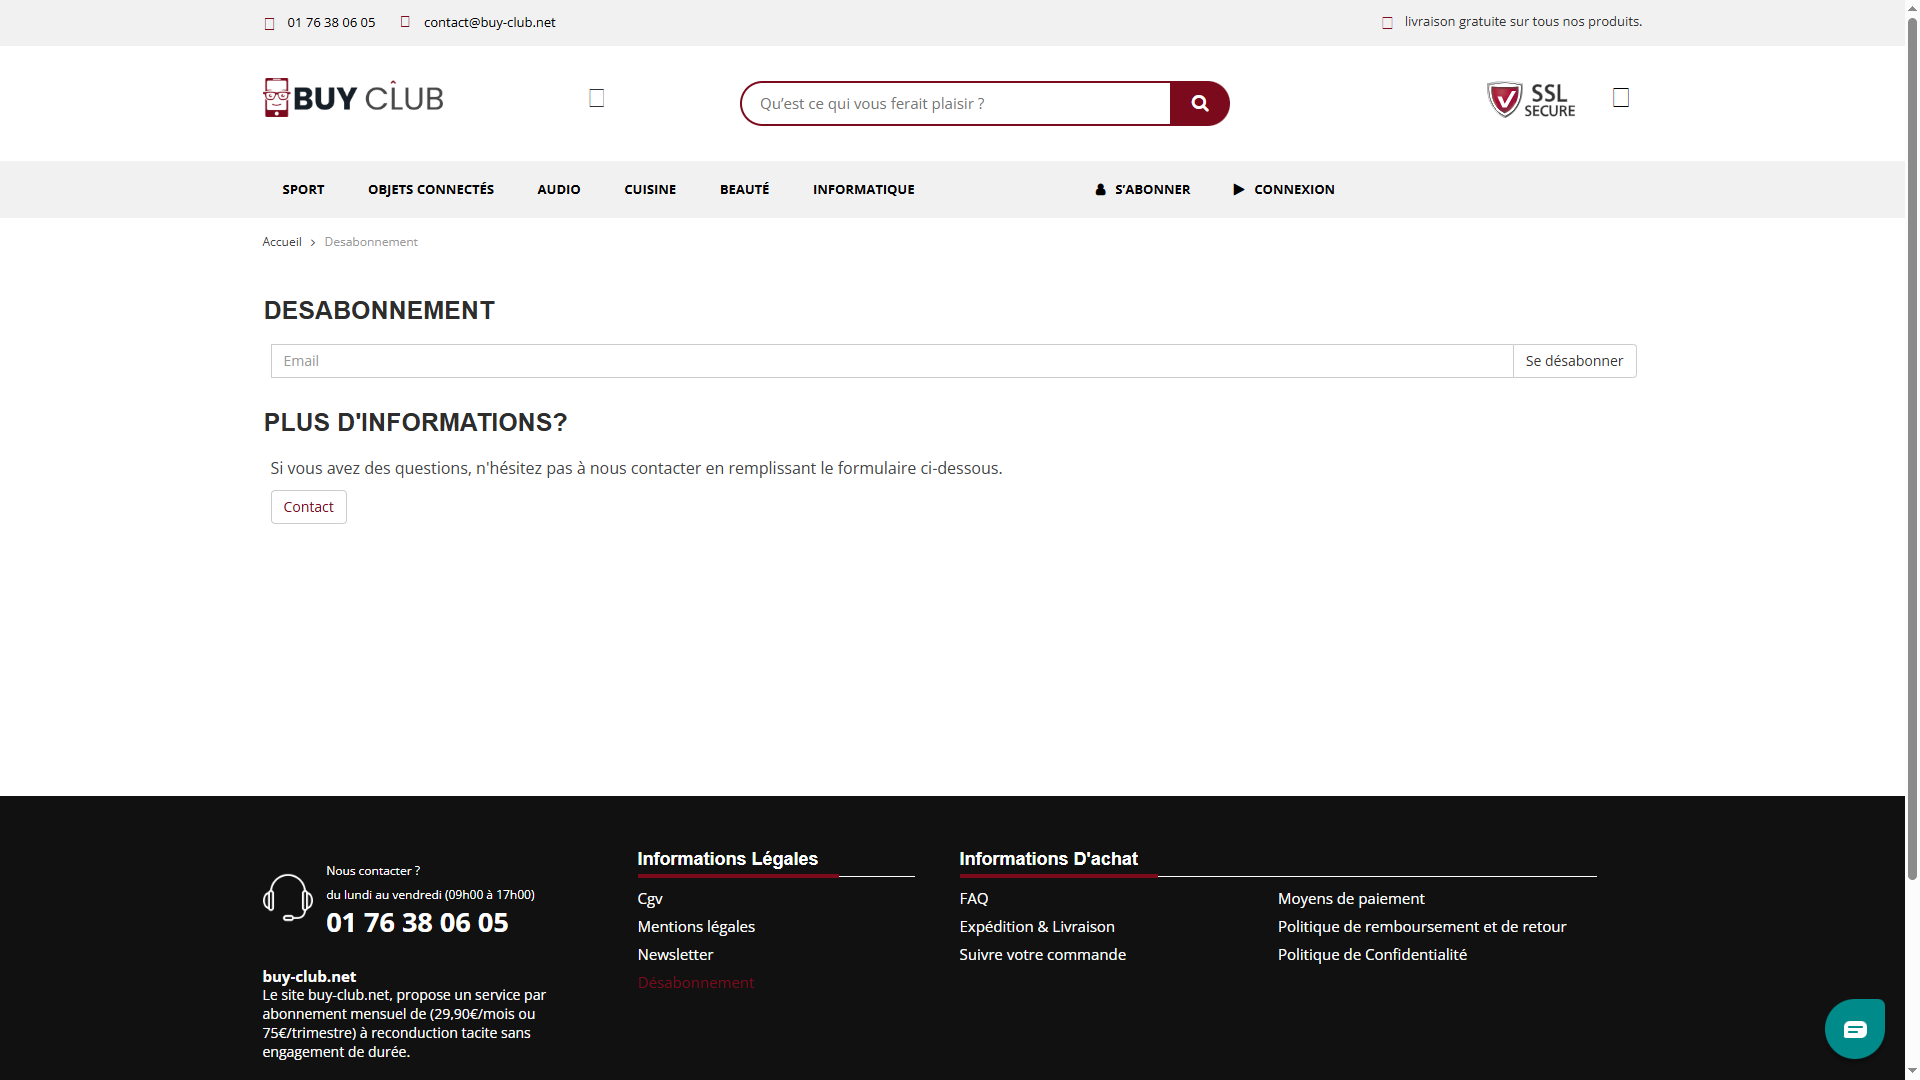 01 76 38 06 05 contact@buy-club.net livraison gratuite sur tous nos produits.
BUY CLUB Qu’est ce qui vous ferait plaisir ? SSL SECURE
SPORT OBJETS CONNECTÉS AUDIO CUISINE BEAUTÉ INFORMATIQUE S’ABONNER CONNEXION
Accueil Desabonnement
DESABONNEMENT
Email Se désabonner
PLUS D'INFORMATIONS?
Si vous avez des questions, n'hésitez pas à nous contacter en remplissant le formulaire ci-dessous.
Contact
Nous contacter ?
du lundi au vendredi (09h00 à 17h00)
01 76 38 06 05
buy-club.net
Le site buy-club.net, propose un service par
abonnement mensuel de (29,90€/mois ou
75€/trimestre) à reconduction tacite sans
engagement de durée.
Informations Légales
Cgv
Mentions légales
Newsletter
Désabonnement
Informations D'achat
FAQ
Expédition & Livraison
Suivre votre commande
Moyens de paiement
Politique de remboursement et de retour
Politique de Confidentialité